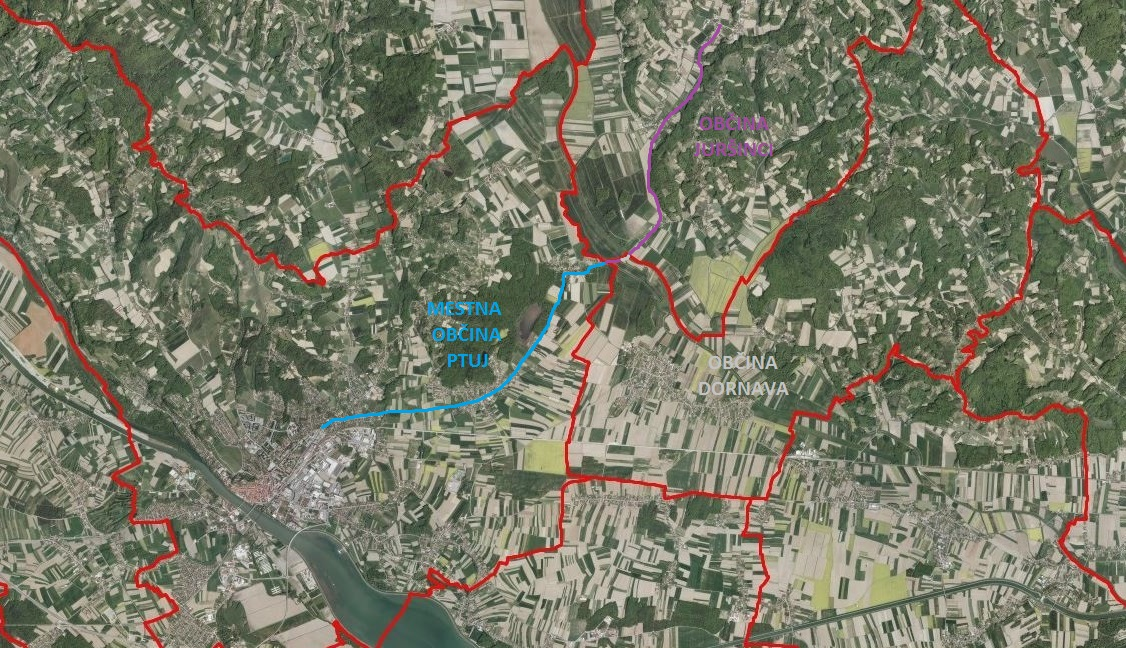 OBČINA
JURŠINCI
MESTNA
OBČINA
PTUJ
OBČINA
DORNAVA